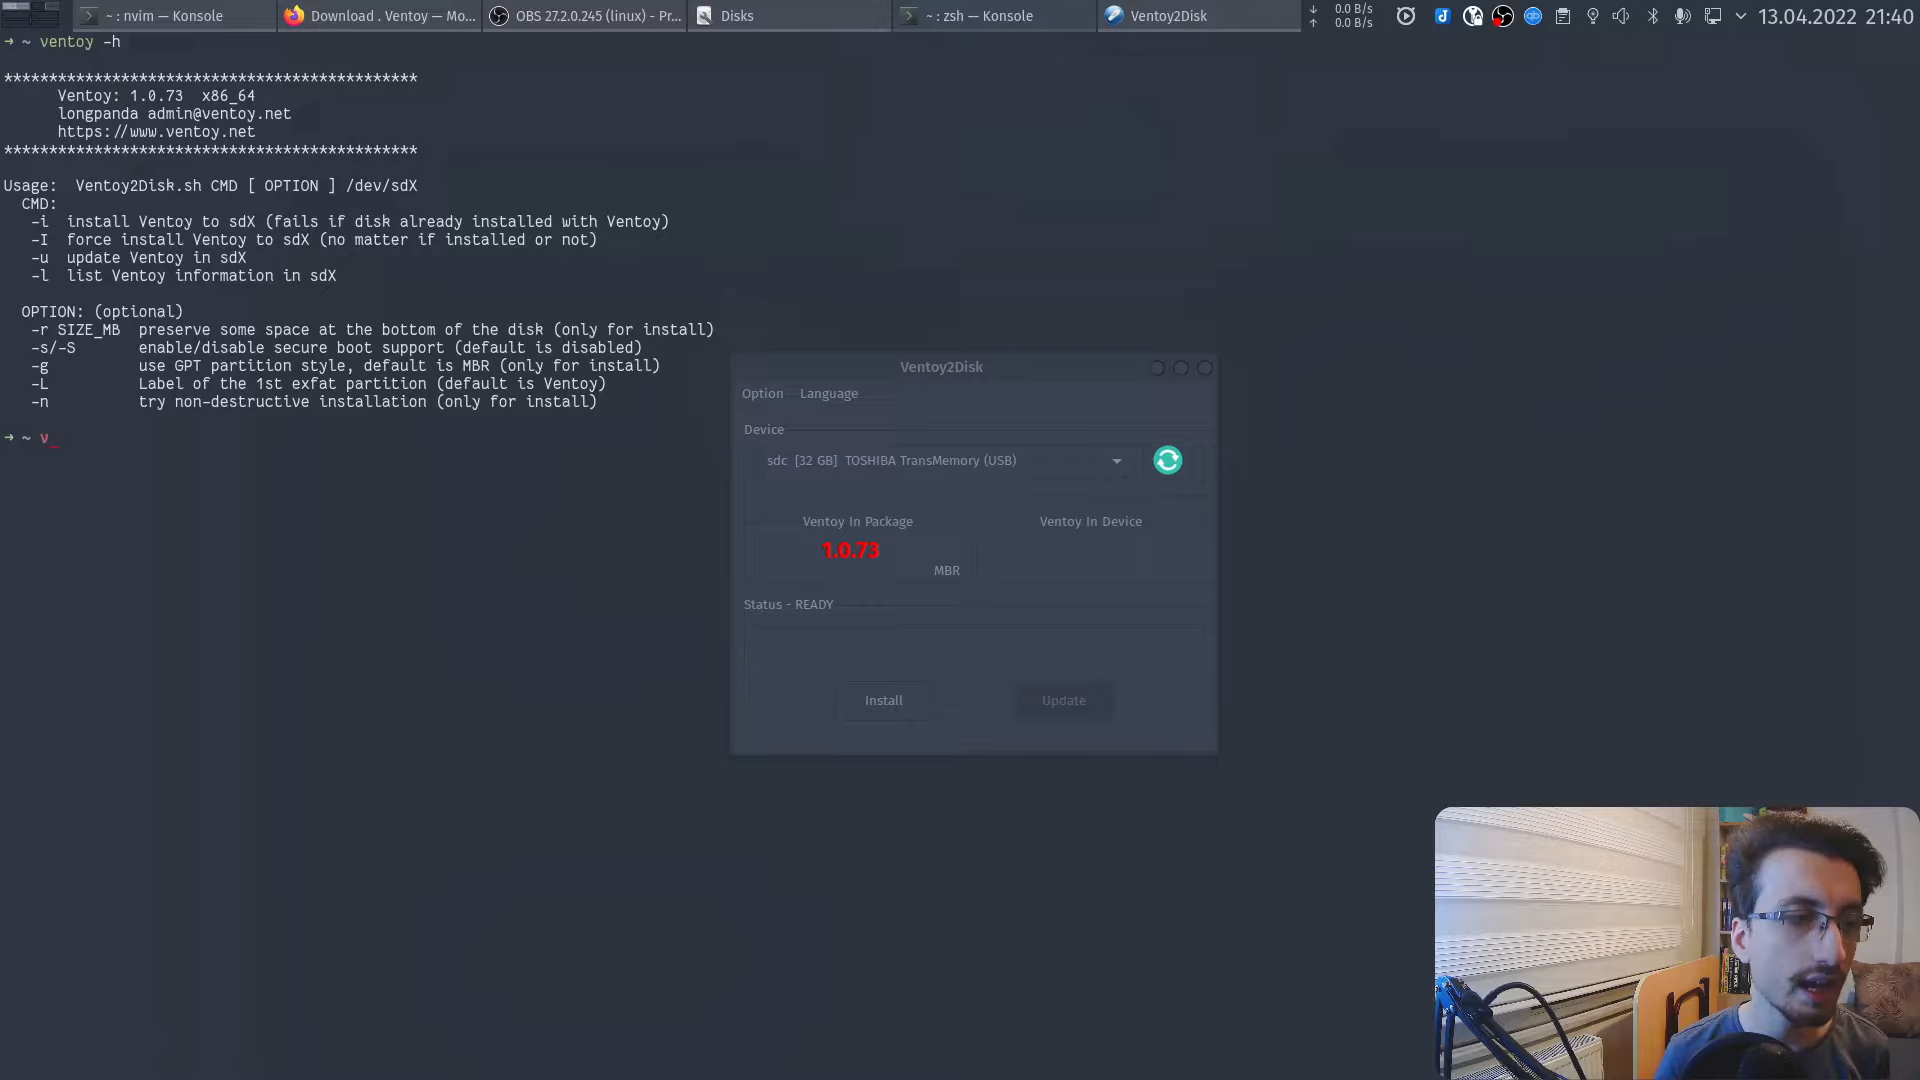 ~ : nvim — Konsole
Download . Ventoy — Mo...
OBS 27.2.0.245 (linux) - Pr...
Disks
~ : zsh — Konsole
Ventoy2Disk
0.0 B/s
0.0 B/s
13.04.2022 21:40
➜ ~ ventoy -h
**********************************************
Ventoy: 1.0.73 x86_64
longpanda admin@ventoy.net
https://www.ventoy.net
**********************************************
Usage: Ventoy2Disk.sh CMD [ OPTION ] /dev/sdX
CMD:
-i install Ventoy to sdX (fails if disk already installed with Ventoy)
-I force install Ventoy to sdX (no matter if installed or not)
-u update Ventoy in sdX
-l list Ventoy information in sdX
OPTION: (optional)
-r SIZE_MB preserve some space at the bottom of the disk (only for install)
-s/-S enable/disable secure boot support (default is disabled)
-g use GPT partition style, default is MBR (only for install)
-L Label of the 1st exfat partition (default is Ventoy)
-n try non-destructive installation (only for install)
➜ ~ v_
Ventoy2Disk
Option Language
Device
sdc [32 GB] TOSHIBA TransMemory (USB)
Ventoy In Package
Ventoy In Device
1.0.73
MBR
Status - READY
Install
Update